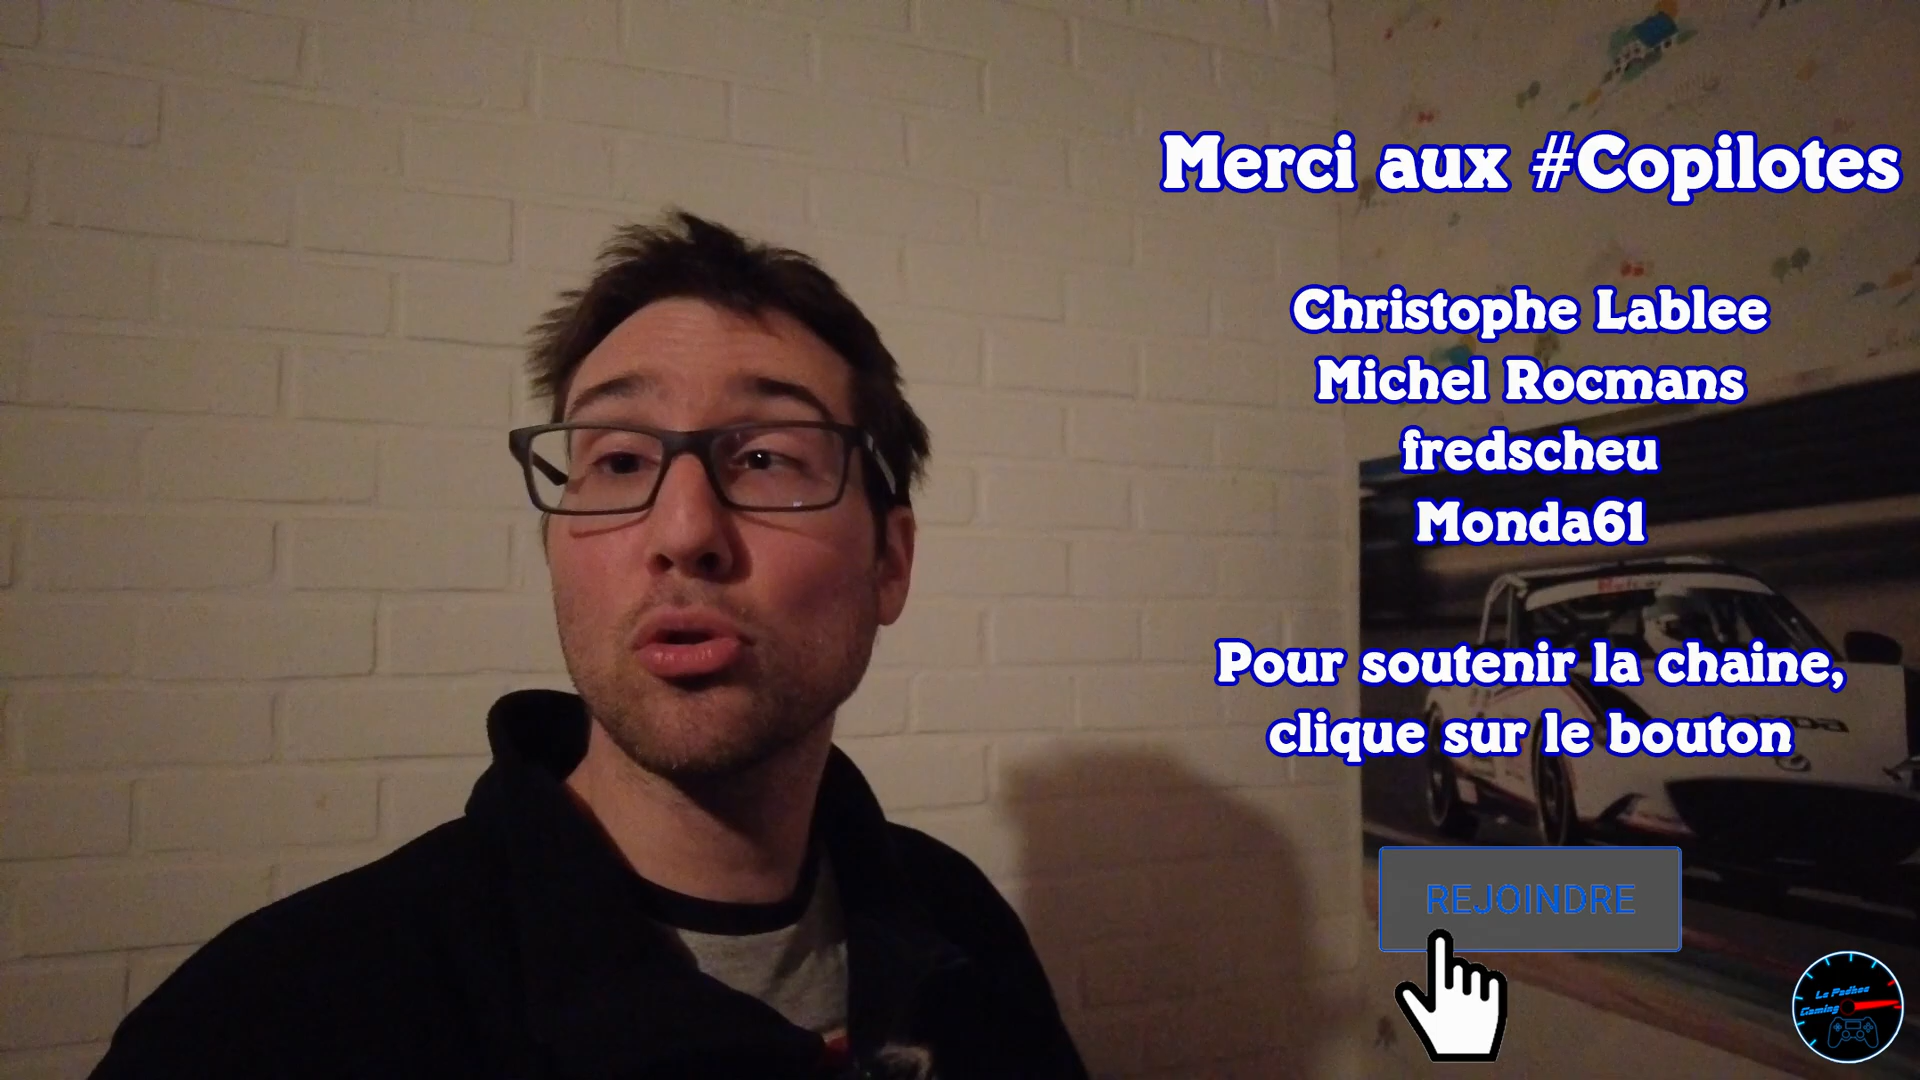 Merci aux #Copilotes
Christophe Lablee
Michel Rocmans
fredscheu
Monda61
Pour soutenir la chaine,
clique sur le bouton
REJOINDRE
Le Padhee
Gaming